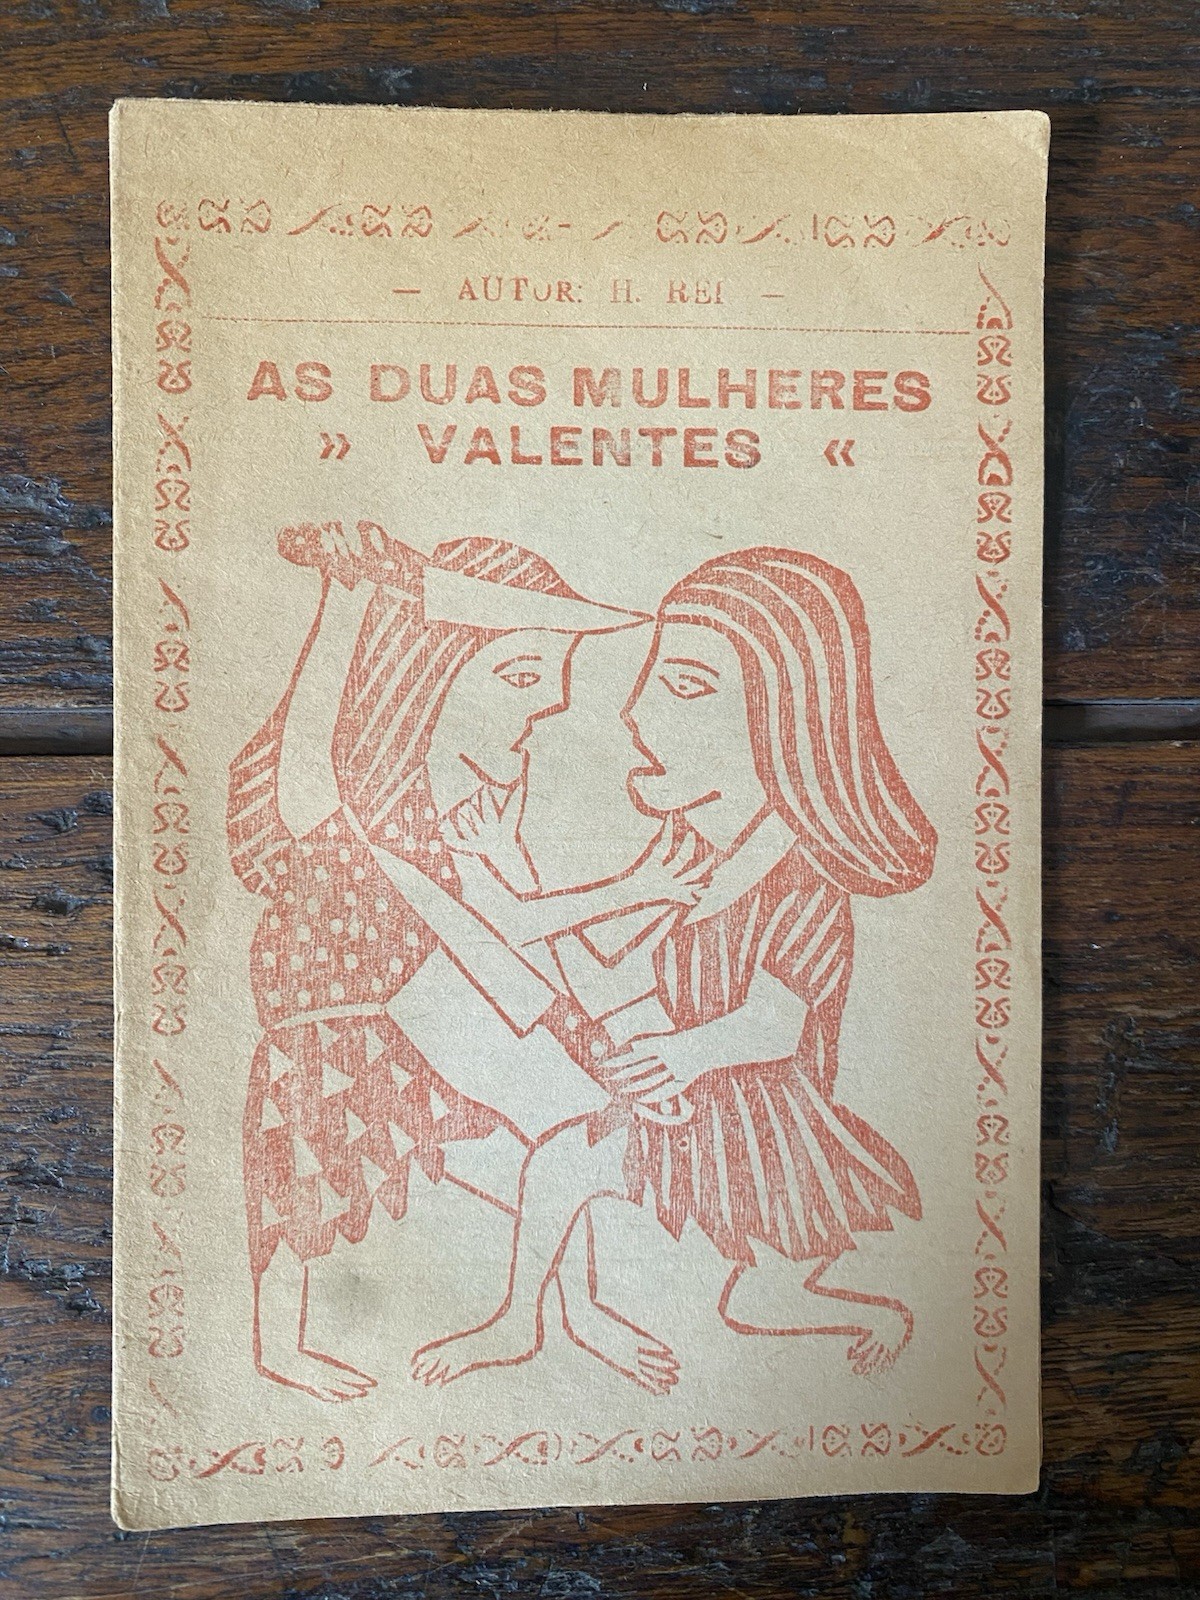 — AUTOR: H. REI —
AS DUAS MULHERES
» VALENTES «